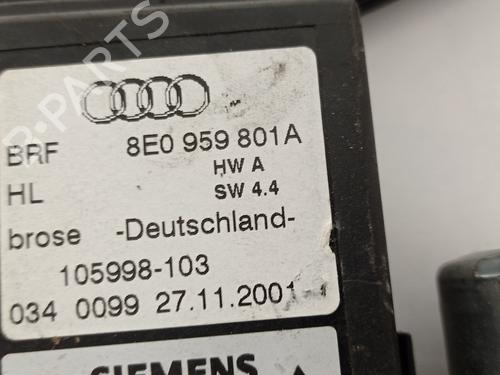 BRF 8E0 959 801A
HW A
HL SW 4.4
brose -Deutschland-
105998-103
034 0099 27.11.2001
SIEMENS